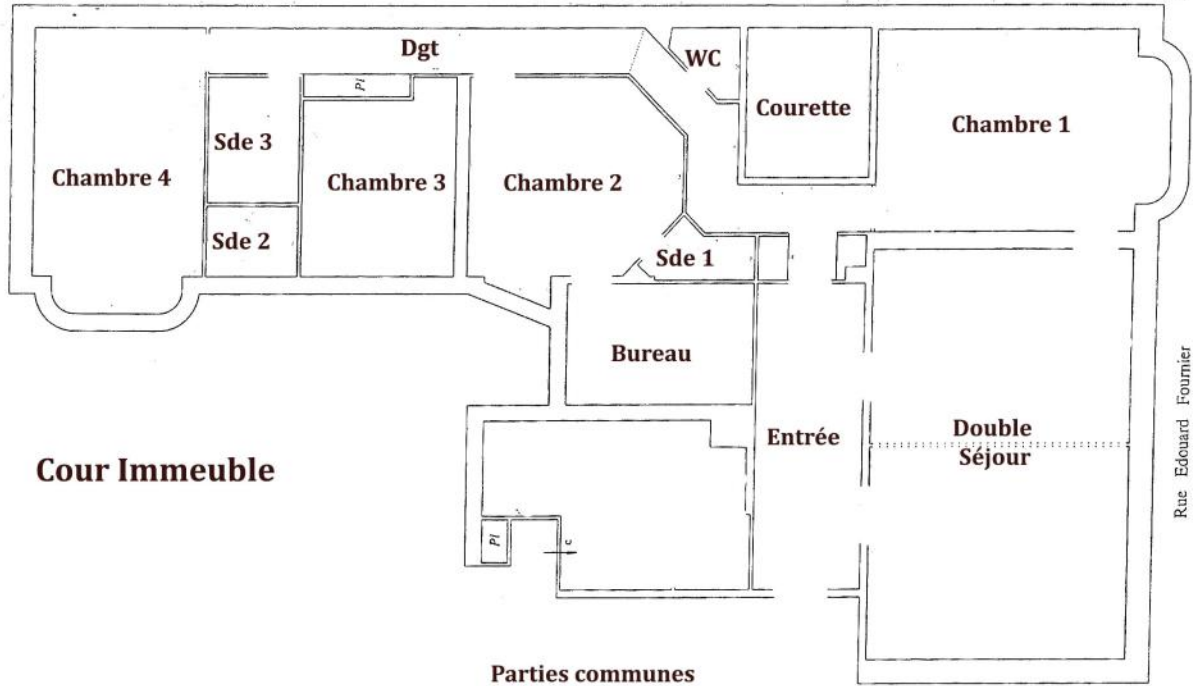 Dgt
WC
Pl
Courette
Chambre 1
Sde 3
Chambre 4
Chambre 3
Chambre 2
Sde 2
Sde 1
Bureau
Entrée
Double
Séjour
Rue Edouard Fournier
Cour Immeuble
Pl
c
Parties communes